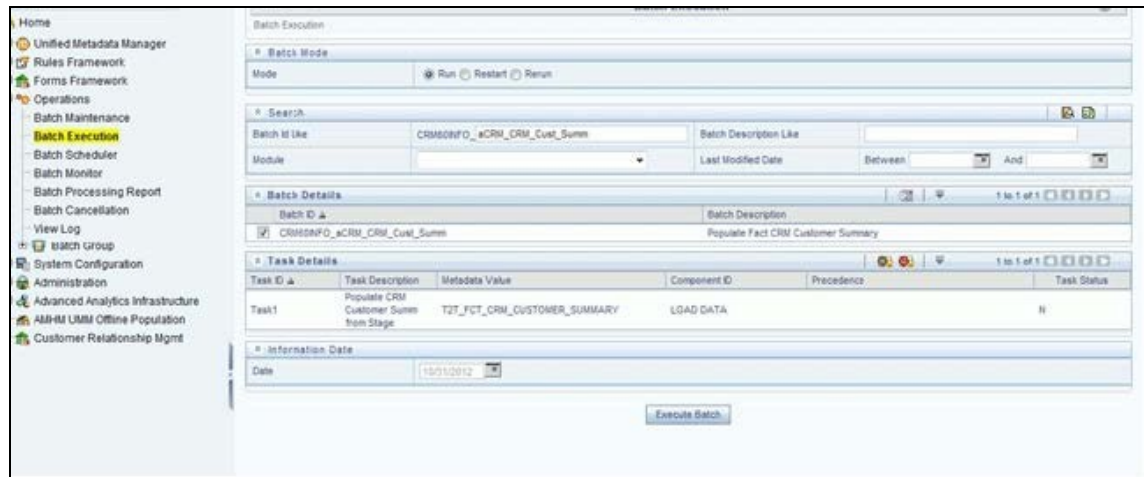 Home
Unified Metadata Manager
Rules Framework
Forms Framework
Operations
Batch Maintenance
Batch Execution
Batch Scheduler
Batch Monitor
Batch Processing Report
Batch Cancellation
View Log
Batch Group
System Configuration
Administration
Advanced Analytics Infrastructure
AMHM UMM Offline Population
Customer Relationship Mgmt
Batch Execution
Batch Execution
Batch Mode
Mode Run Restart Rerun
Search
Batch Id Like CRM60INFO_ aCRM_CRM_Cust_Summ Batch Description Like
Module Last Modified Date Between And
Batch Details 1 to 1 of 1
Batch ID Batch Description
CRM60INFO_aCRM_CRM_Cust_Summ Populate Fact CRM Customer Summary
Task Details 1 to 1 of 1
Task ID Task Description Metadata Value Component ID Precedence Task Status
Task1 Populate CRM Customer Summ from Stage T2T_FCT_CRM_CUSTOMER_SUMMARY LOAD DATA N
Information Date
Date 10/31/2012
Execute Batch